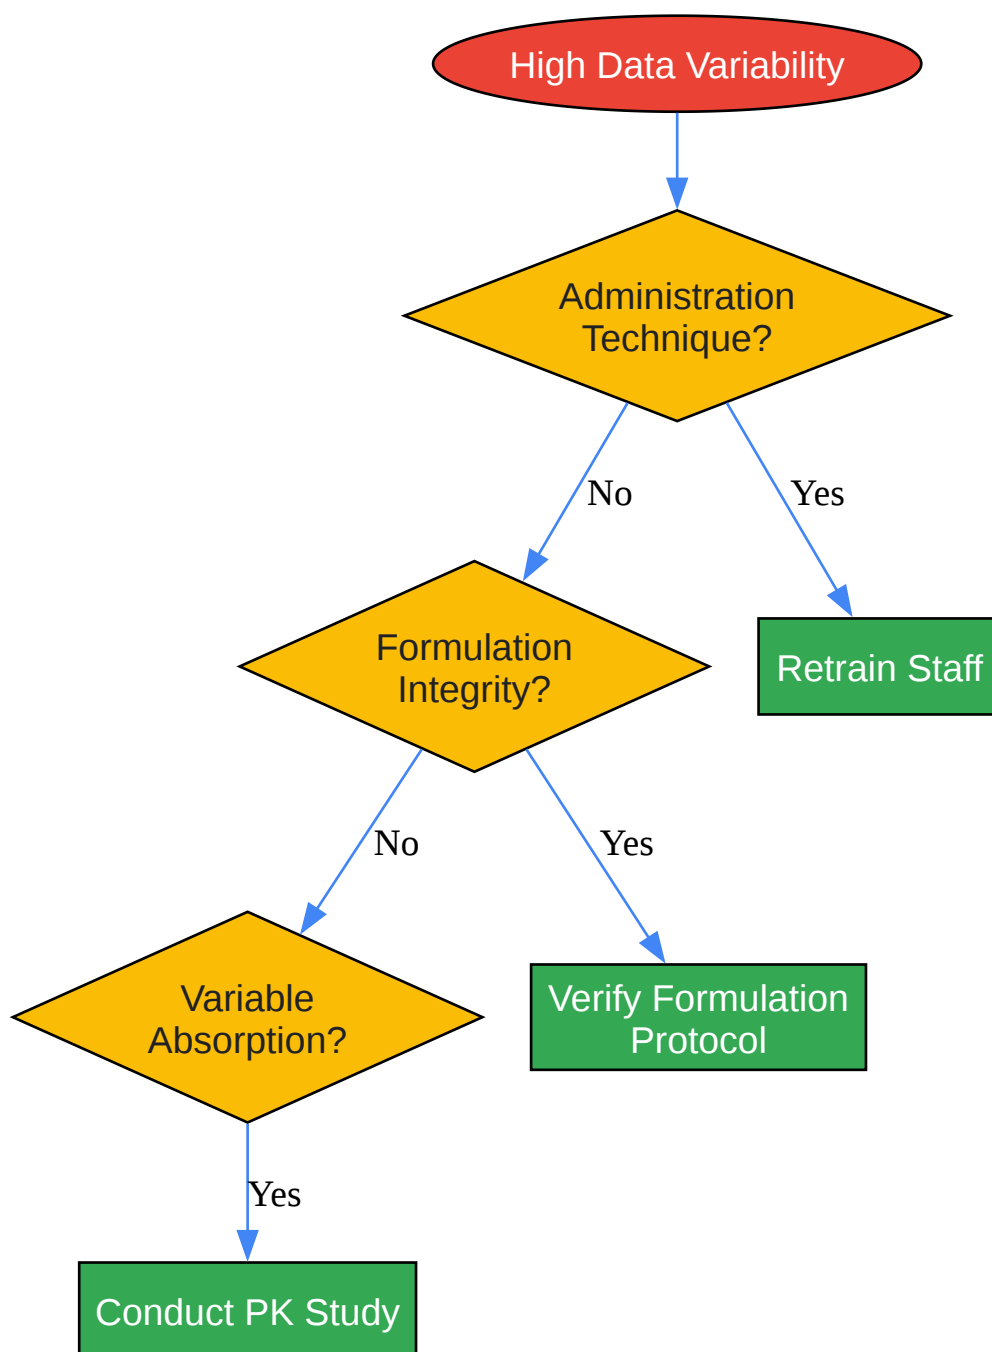 High Data Variability
Administration
Technique?
No
Yes
Formulation
Integrity?
Retrain Staff
No
Yes
Variable
Absorption?
Verify Formulation
Protocol
Yes
Conduct PK Study